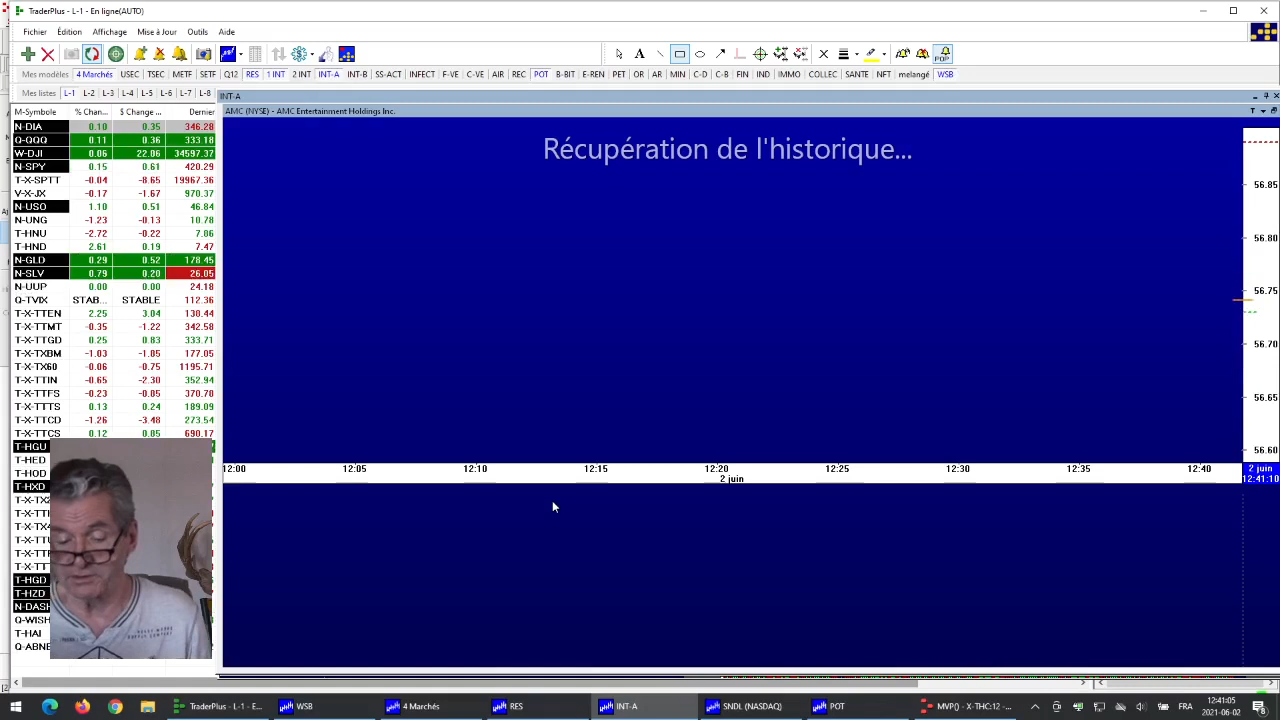 TraderPlus - L-1 - En ligne(AUTO)
Fichier Édition Affichage Mise à Jour Outils Aide
A POP
Mes modèles 4 Marchés USEC TSEC METF SETF Q12 RES 1 INT 2 INT INT-A INT-B SS-ACT INFECT T-VE C-VE AIR REC POT 8-BIT E-REN PET OR AR MIN C-D C-B FIN IND IMMO COLLEC SANTE NFT melangé WSB
Mes listes L-1 L-2 L-3 L-4 L-5 L-6 L-7 L-8
INT-A
M-Symbole % Chan... $ Change ... Dernier
AMC (NYSE) - AMC Entertainment Holdings Inc.
Récupération de l'historique...
N-DIA 0.10 0.35 346.28
Q-QQQ 0.11 0.36 333.18
W-DJI 0.06 22.06 34597.37
N-SPY 0.15 0.61 420.29
T-X-SPTT -0.04 -8.65 19967.36
V-X-JX -0.17 -1.67 970.37
N-USO 1.10 0.51 46.84
N-UNG -1.23 -0.13 10.78
T-HNU -2.72 -0.22 7.86
T-HND 2.61 0.19 7.47
N-GLD 0.29 0.52 178.45
N-SLV 0.79 0.20 26.05
N-UUP 0.00 0.00 24.18
Q-TVIX STAB... STABLE 112.36
T-X-TTEN 2.25 3.04 138.44
T-X-TTMT -0.35 -1.22 342.58
T-X-TTGD 0.25 0.83 333.71
T-X-TXBM -1.03 -1.85 177.05
T-X-TX60 -0.06 -0.75 1195.71
T-X-TTIN -0.65 -2.30 352.94
T-X-TTFS -0.23 -0.85 370.78
T-X-TTTS 0.13 0.24 189.09
T-X-TTCD -1.26 -3.48 273.54
T-X-TTCS 0.12 0.85 690.17
T-HGU
T-HED
T-HOD
T-HXD
T-HGD
T-HZD
N-DASH
Q-WISH
T-HAI
Q-ABNB
56.85
56.80
56.75
56.70
56.65
56.60
12:00 12:05 12:10 12:15 12:20 12:25 12:30 12:35 12:40 2 juin
2 juin 12:41:10
TraderPlus - L-1 - E... WSB 4 Marchés RES INT-A SNDL (NASDAQ) POT MVP() - X-THC:12 - ... FRA 12:41:05
2021-06-02